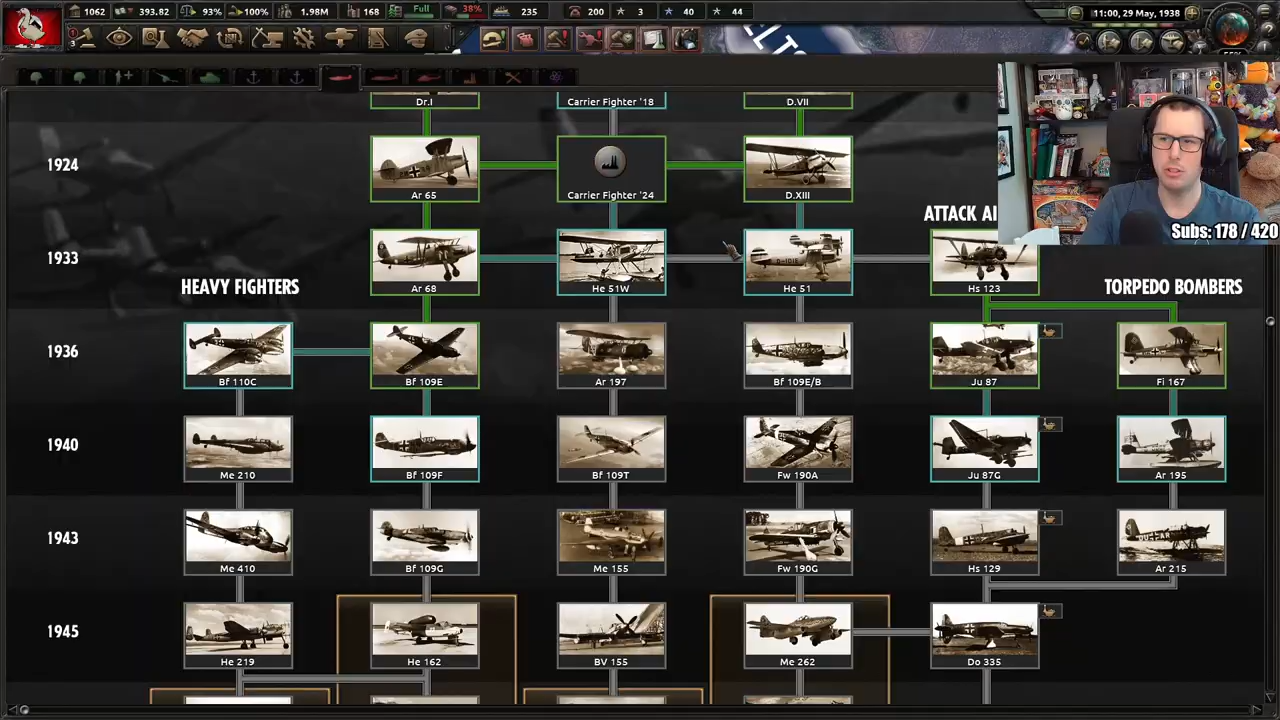 1062 393.82 93% 100% 1.98M 168 Full 38% 235 200 3 40 44 11:00, 29 May, 1938
3
Subs: 178 / 420
Dr.I Carrier Fighter '18 D.VII
1924
Ar 65 Carrier Fighter '24 D.XIII
ATTACK AI
1933
Ar 68 He 51W He 51 Hs 123
HEAVY FIGHTERS TORPEDO BOMBERS
1936
Bf 110C Bf 109E Ar 197 Bf 109E/B Ju 87 Fi 167
1940
Me 210 Bf 109F Bf 109T Fw 190A Ju 87G Ar 195
1943
Me 410 Bf 109G Me 155 Fw 190G Hs 129 Ar 215
1945
He 219 He 162 BV 155 Me 262 Do 335